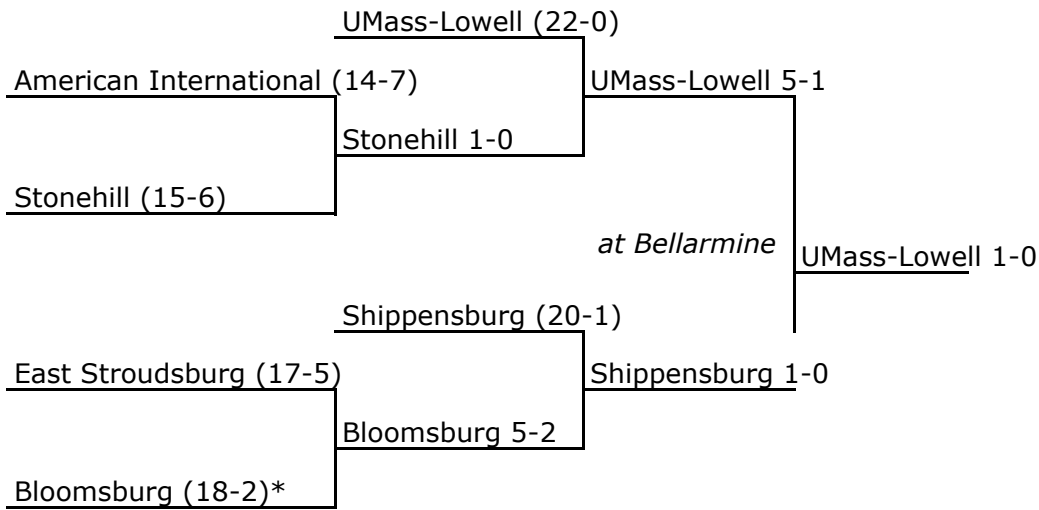 UMass-Lowell (22-0)
American International (14-7)
UMass-Lowell 5-1
Stonehill 1-0
Stonehill (15-6)
at Bellarmine
UMass-Lowell 1-0
Shippensburg (20-1)
East Stroudsburg (17-5)
Shippensburg 1-0
Bloomsburg 5-2
Bloomsburg (18-2)*